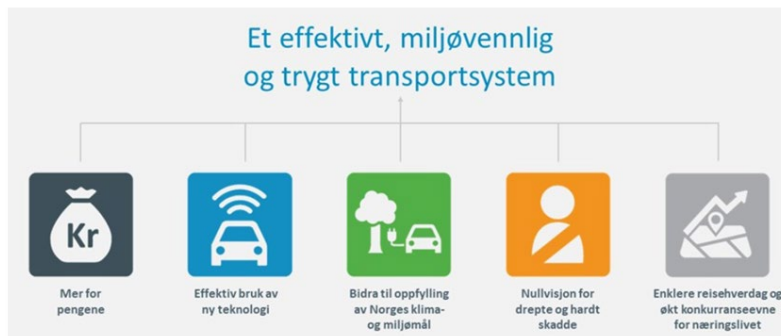 Et effektivt, miljøvennlig
og trygt transportsystem
Kr
Mer for
pengene
Effektiv bruk av
ny teknologi
Bidra til oppfylling
av Norges klima-
og miljømål
Nullvisjon for
drepte og hardt
skadde
Enklere reisehverdag og
økt konkurranseevne
for næringslivet